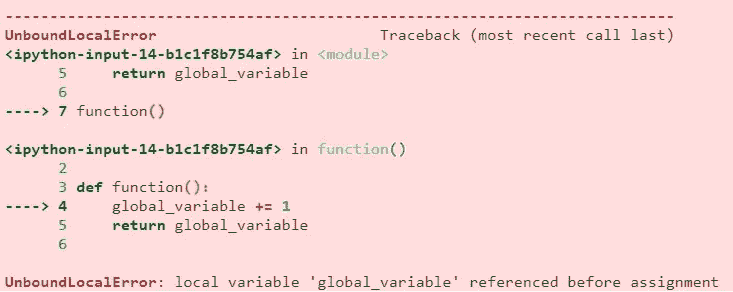 ---------------------------------------------------------------------------
UnboundLocalError                         Traceback (most recent call last)
<ipython-input-14-b1c1f8b754af> in <module>
      5     return global_variable
      6
----> 7 function()

<ipython-input-14-b1c1f8b754af> in function()
      2
      3 def function():
----> 4     global_variable += 1
      5     return global_variable
      6

UnboundLocalError: local variable 'global_variable' referenced before assignment